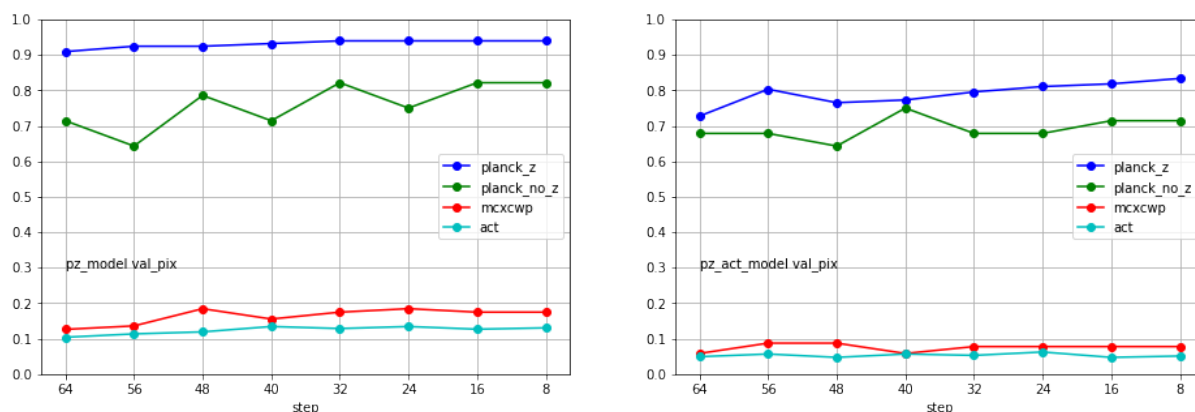 1.0
0.9
0.8
0.7
0.6
0.5
0.4
0.3
0.2
0.1
0.0
planck_z
planck_no_z
mcxcwp
act
pz_model val_pix
64 56 48 40 32 24 16 8
step
1.0
0.9
0.8
0.7
0.6
0.5
0.4
0.3
0.2
0.1
0.0
planck_z
planck_no_z
mcxcwp
act
pz_act_model val_pix
64 56 48 40 32 24 16 8
step